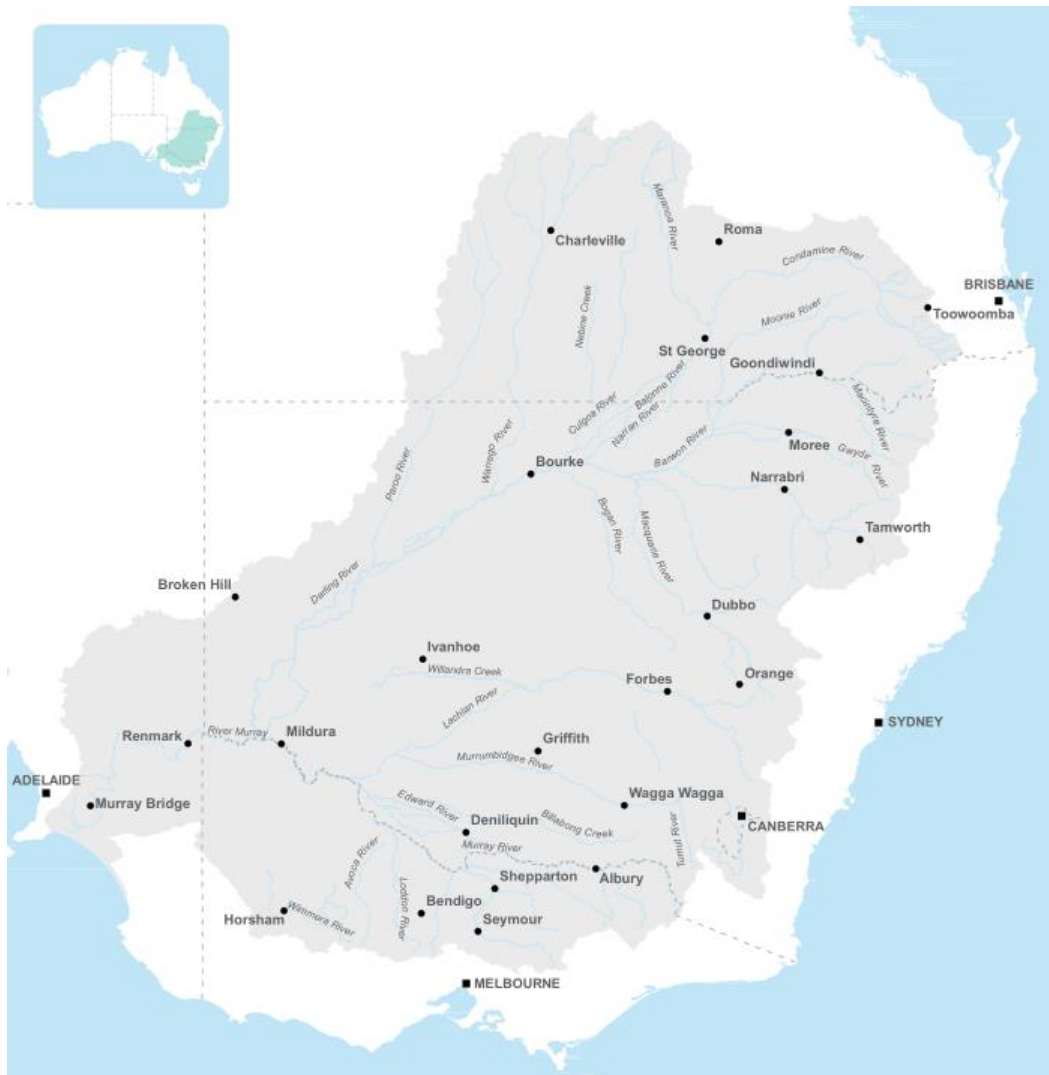 Maranoa River
Charleville
Roma
Condamine River
BRISBANE
Toowoomba
Nebine Creek
Moonie River
St George
Goondiwindi
Balonne River
Culgoa River
Narran River
Macintyre River
Barwon River
Moree
Gwydir River
Warrego River
Paroo River
Bourke
Narrabri
Bogan River
Macquarie River
Tamworth
Darling River
Broken Hill
Dubbo
Ivanhoe
Willandra Creek
Forbes
Orange
Lachlan River
SYDNEY
Renmark
River Murray
Mildura
Griffith
Murrumbidgee River
ADELAIDE
Murray Bridge
Edward River
Wagga Wagga
Billabong Creek
Deniliquin
Tumut River
CANBERRA
Murray River
Avoca River
Shepparton
Albury
Loddon River
Bendigo
Horsham
Wimmera River
Seymour
MELBOURNE